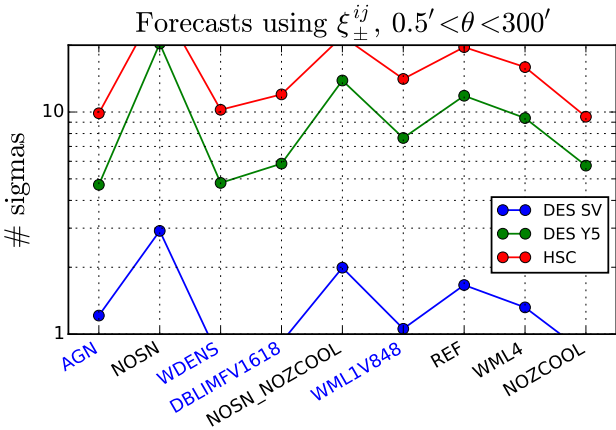 Forecasts using ξ±^ij, 0.5′<θ<300′
# sigmas
10
1
DES SV
DES Y5
HSC
AGN
NOSN
WDENS
DBLIMFV1618
NOSN_NOZCOOL
WML1V848
REF
WML4
NOZCOOL